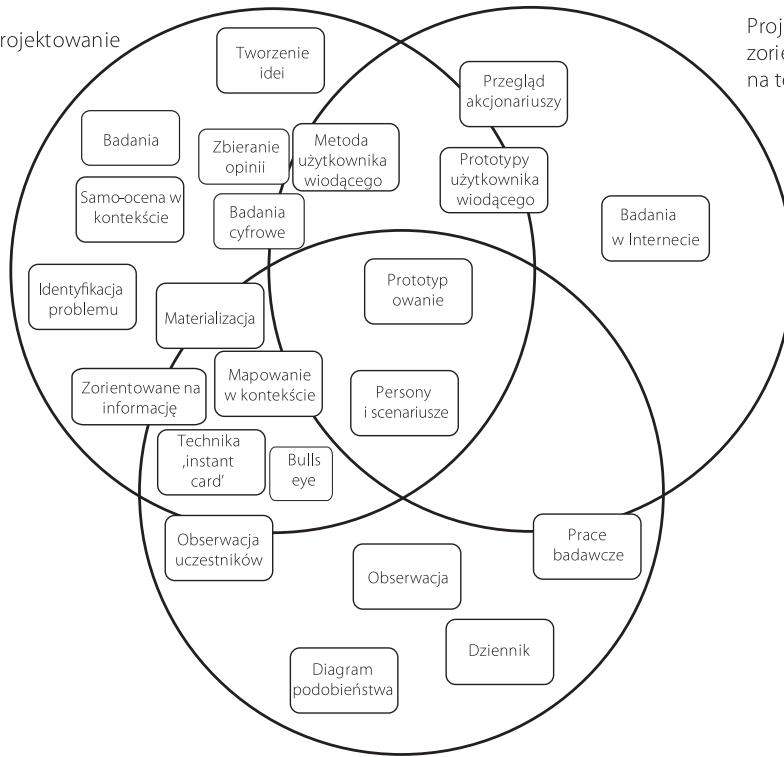 rojektowanie
Proj
zorie
na te
Tworzenie
idei
Przegląd
akcjonariuszy
Badania
Zbieranie
opinii
Metoda
użytkownika
wiodącego
Prototypy
użytkownika
wiodącego
Samo-ocena w
kontekście
Badania
cyfrowe
Badania
w Internecie
Identyfikacja
problemu
Materializacja
Prototyp
owanie
Zorientowane na
informację
Mapowanie
w kontekście
Persony
i scenariusze
Technika
‚instant
card’
Bulls
eye
Obserwacja
uczestników
Prace
badawcze
Obserwacja
Dziennik
Diagram
podobieństwa